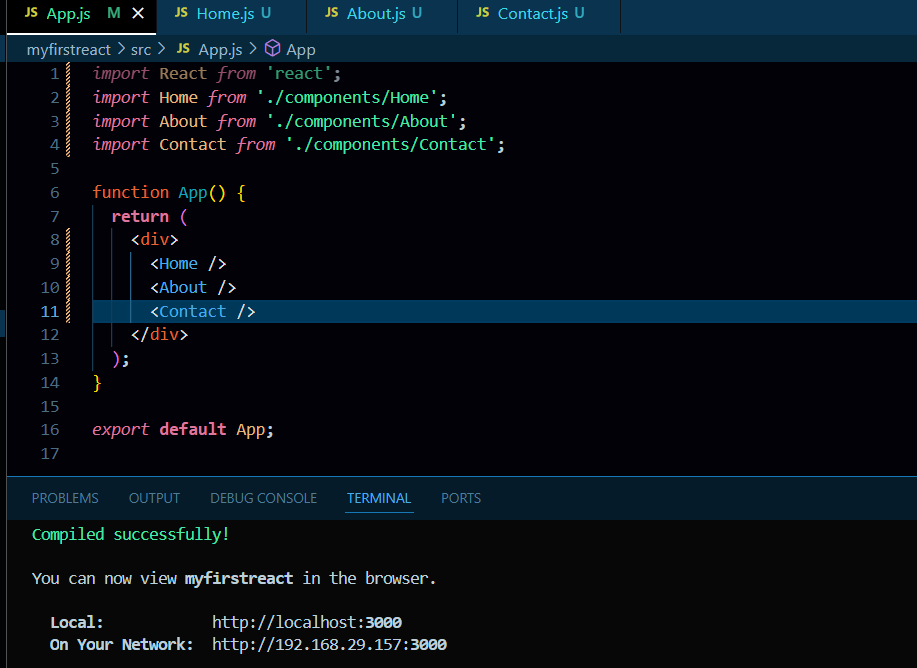 JS App.js M JS Home.js U JS About.js U JS Contact.js U
myfirstreact > src > JS App.js > App
1 import React from 'react';
2 import Home from './components/Home';
3 import About from './components/About';
4 import Contact from './components/Contact';
5
6 function App() {
7 return (
8 <div>
9 <Home />
10 <About />
11 <Contact />
12 </div>
13 );
14 }
15
16 export default App;
17
PROBLEMS OUTPUT DEBUG CONSOLE TERMINAL PORTS
Compiled successfully!
You can now view myfirstreact in the browser.
Local: http://localhost:3000
On Your Network: http://192.168.29.157:3000